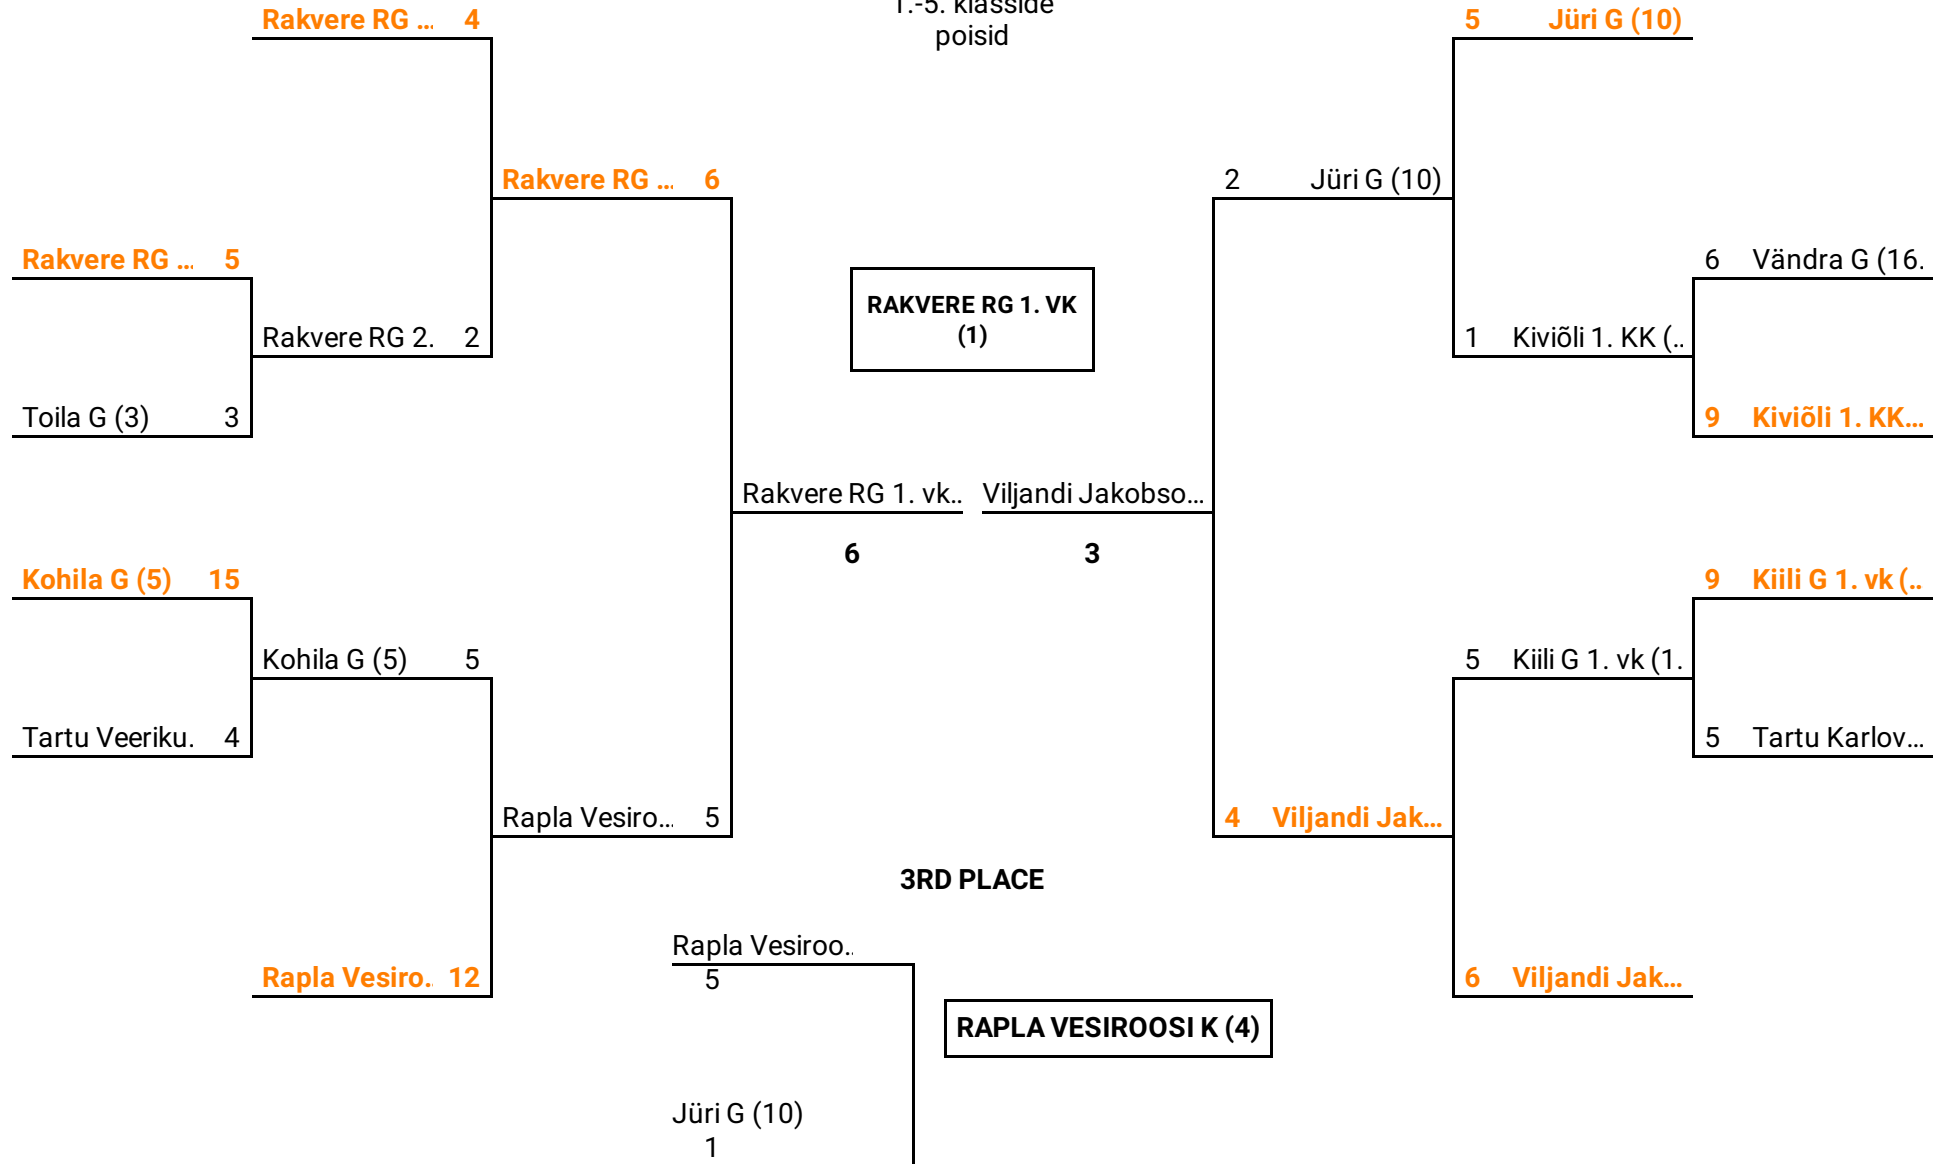 1.-5. klasside
poisid
Rakvere RG ... 4
Rakvere RG ... 5
Rakvere RG 2. 2
Toila G (3) 3
Rakvere RG ... 6
Kohila G (5) 15
Kohila G (5) 5
Tartu Veeriku. 4
Rapla Vesiro... 5
Rapla Vesiro. 12
RAKVERE RG 1. VK
(1)
Rakvere RG 1. vk..
6
Viljandi Jakobso...
3
5 Jüri G (10)
2 Jüri G (10)
6 Vändra G (16.
1 Kiviõli 1. KK (..
9 Kiviõli 1. KK...
9 Kiili G 1. vk (..
5 Kiili G 1. vk (1.
5 Tartu Karlov...
4 Viljandi Jak...
6 Viljandi Jak...
3RD PLACE
Rapla Vesiroo..
5
RAPLA VESIROOSI K (4)
Jüri G (10)
1